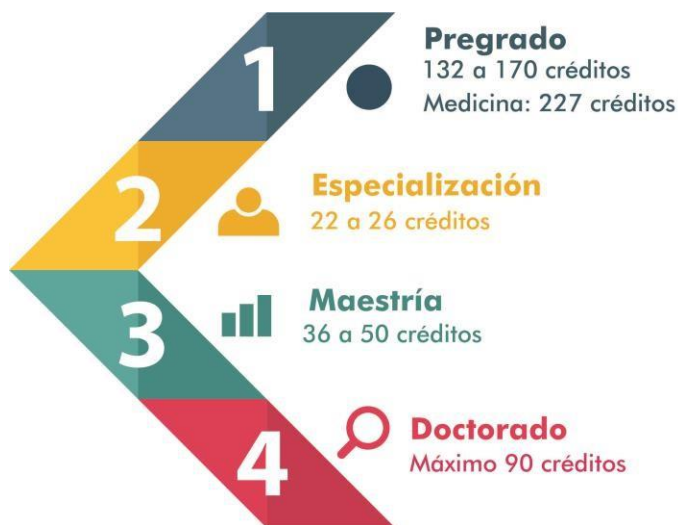 1
Pregrado
132 a 170 créditos
Medicina: 227 créditos
2
Especialización
22 a 26 créditos
3
Maestría
36 a 50 créditos
4
Doctorado
Máximo 90 créditos